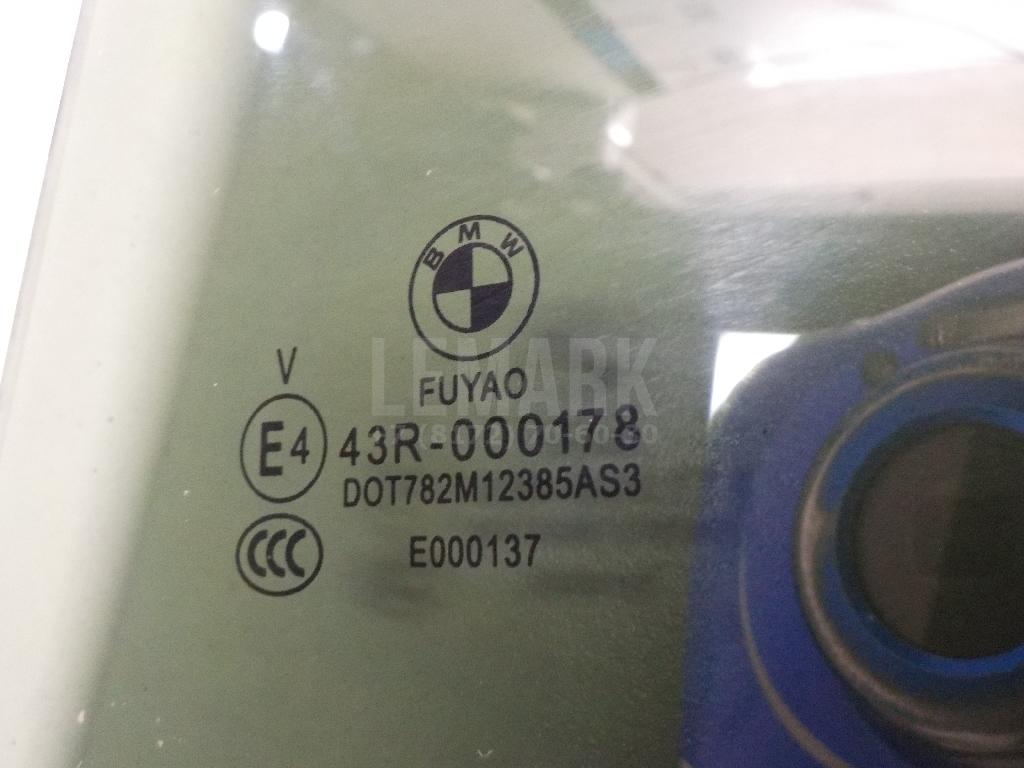 BMW
LEMARK
FUYAO
V
E4 43R-000178
DOT782M12385AS3
CCC E000137